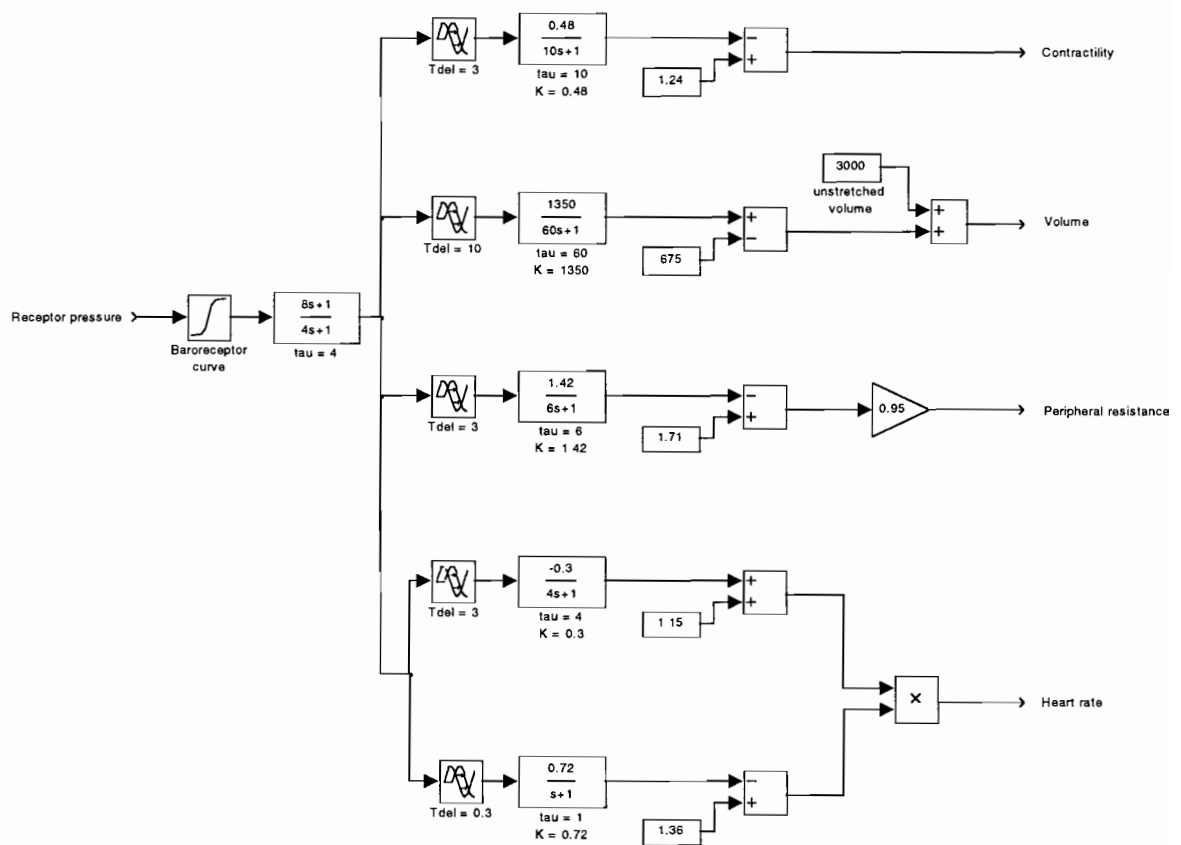 0.48
10s+1
Tdel = 3
tau = 10
K = 0.48
−
+
1.24
Contractility
3000
unstretched
volume
1350
60s+1
Tdel = 10
tau = 60
K = 1350
+
−
675
+
+
Volume
Receptor pressure
Baroreceptor
curve
8s+1
4s+1
tau = 4
1.42
6s+1
Tdel = 3
tau = 6
K = 1 42
−
+
1.71
0.95
Peripheral resistance
-0.3
4s+1
Tdel = 3
tau = 4
K = 0.3
+
+
1 15
×
Heart rate
0.72
s+1
Tdel = 0.3
tau = 1
K = 0.72
−
+
1.36